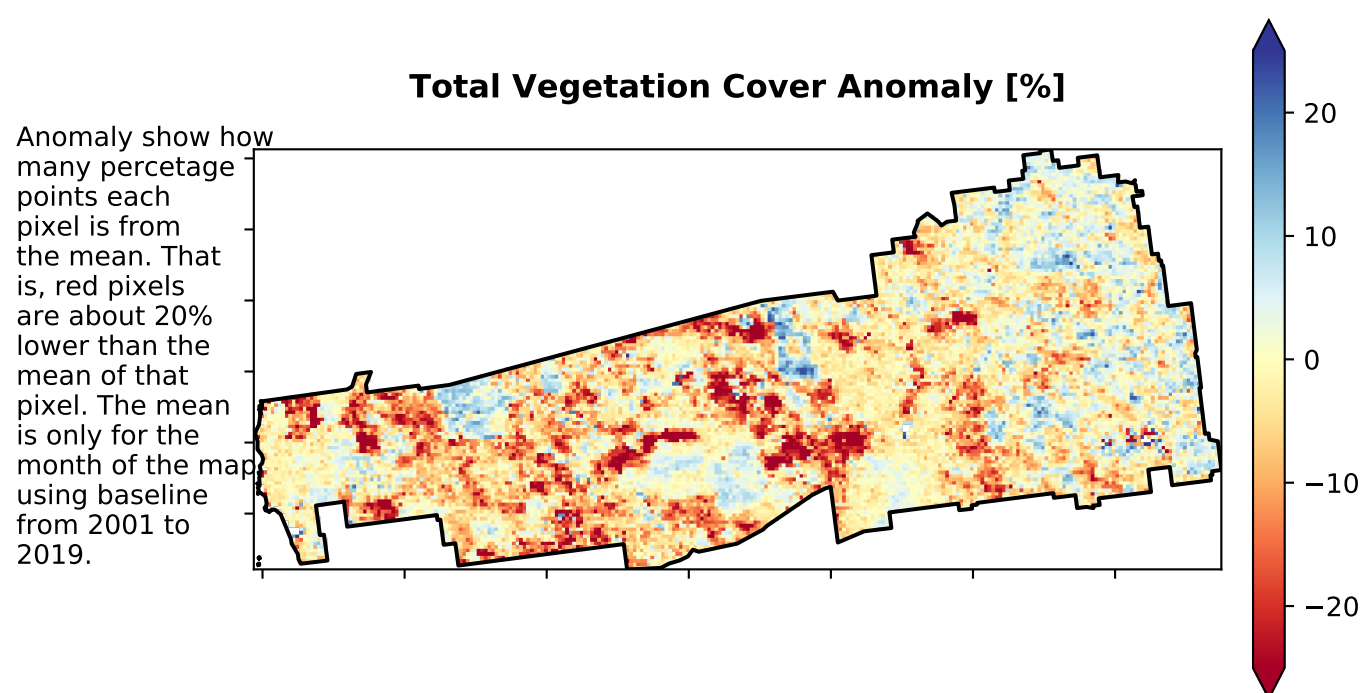 Total Vegetation Cover Anomaly [%]
Anomaly show how
many percetage
points each
pixel is from
the mean. That
is, red pixels
are about 20%
lower than the
mean of that
pixel. The mean
is only for the
month of the map
using baseline
from 2001 to
2019.
20
10
0
−10
−20